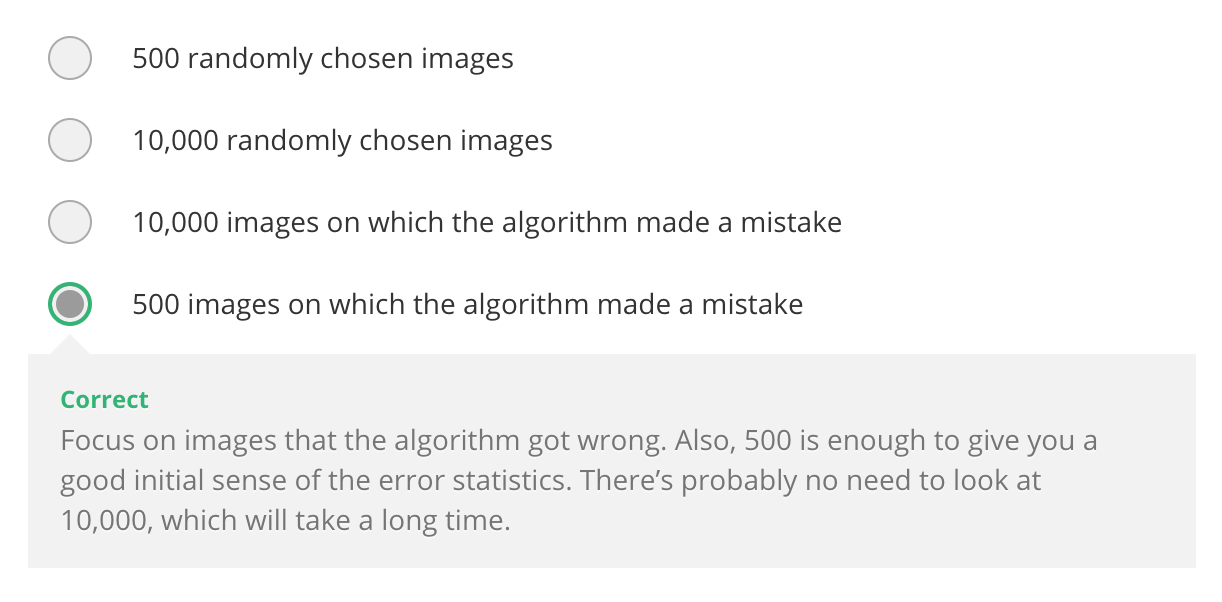 500 randomly chosen images
10,000 randomly chosen images
10,000 images on which the algorithm made a mistake
500 images on which the algorithm made a mistake
Correct
Focus on images that the algorithm got wrong. Also, 500 is enough to give you a
good initial sense of the error statistics. There’s probably no need to look at
10,000, which will take a long time.